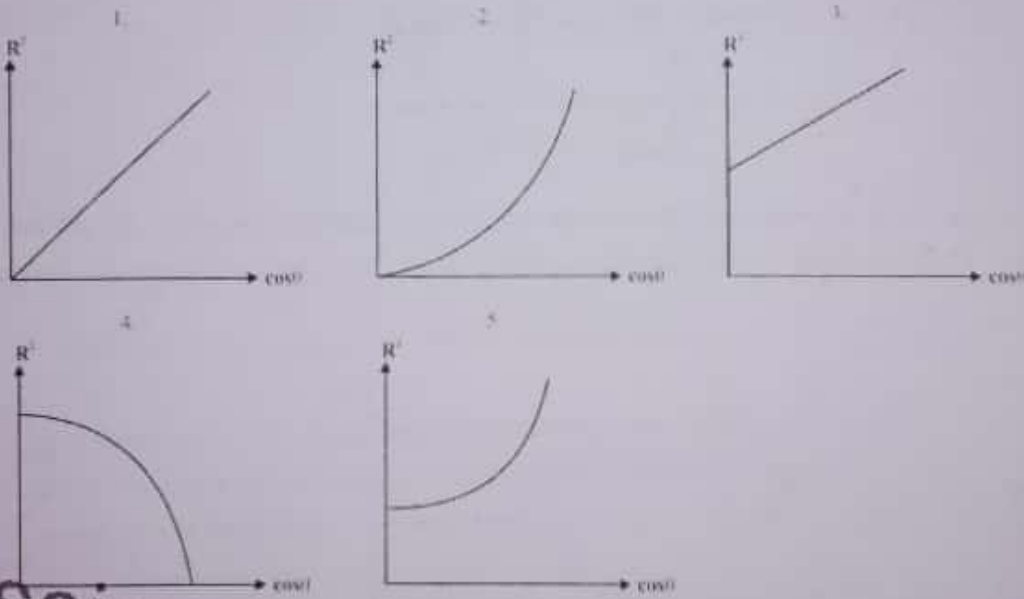 1. 2. 3.
R² R² R²
cosθ cosθ cosθ
4. 5.
R² R²
cosθ cosθ